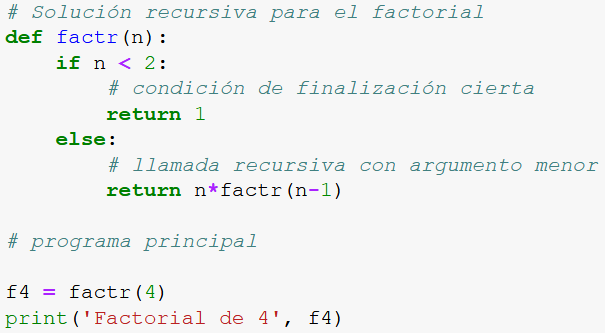 # Solución recursiva para el factorial
def factr(n):
    if n < 2:
        # condición de finalización cierta
        return 1
    else:
        # llamada recursiva con argumento menor
        return n*factr(n-1)
# programa principal
f4 = factr(4)
print('Factorial de 4', f4)